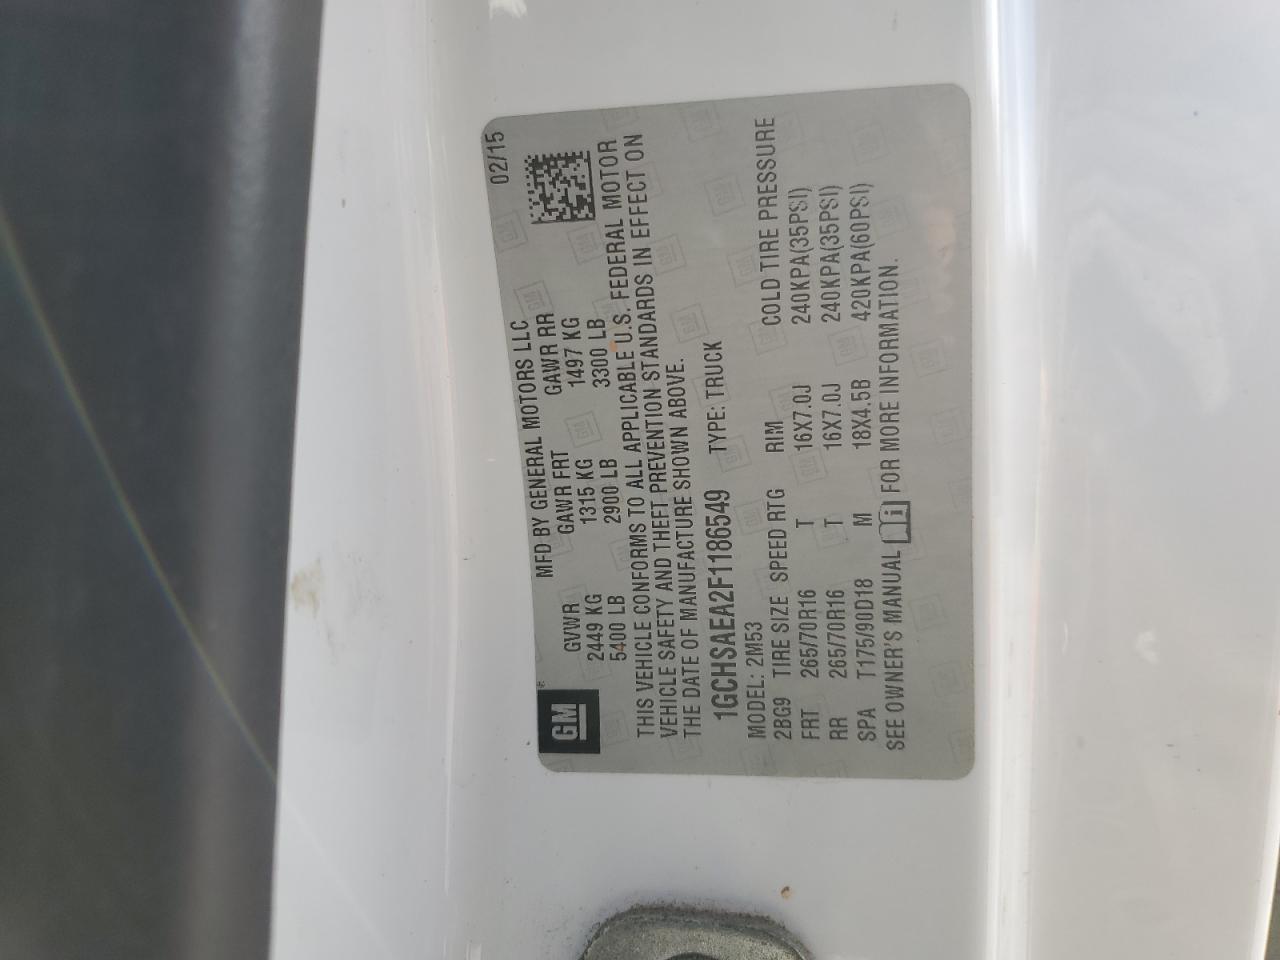 MFD BY GENERAL MOTORS LLC 02/15
GM
GVWR GAWR FRT GAWR RR
2449 KG 1315 KG 1497 KG
5400 LB 2900 LB 3300 LB
THIS VEHICLE CONFORMS TO ALL APPLICABLE U.S. FEDERAL MOTOR
VEHICLE SAFETY AND THEFT PREVENTION STANDARDS IN EFFECT ON
THE DATE OF MANUFACTURE SHOWN ABOVE.
1GCHSAEA2F1186549 TYPE: TRUCK
MODEL: 2M53
2BG9 TIRE SIZE SPEED RTG RIM COLD TIRE PRESSURE
FRT 265/70R16 T 16X7.0J 240KPA(35PSI)
RR 265/70R16 T 16X7.0J 240KPA(35PSI)
SPA T175/90D18 M 18X4.5B 420KPA(60PSI)
SEE OWNER'S MANUAL i FOR MORE INFORMATION.